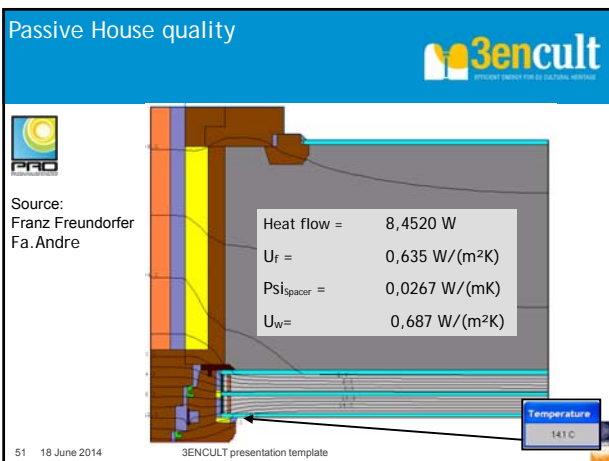 Passive House quality
3encult
EFFICIENT ENERGY FOR EU CULTURAL HERITAGE
PRO
Source:
Franz Freundorfer
Fa.Andre
Heat flow = 8,4520 W
Uf = 0,635 W/(m²K)
PsiSpacer = 0,0267 W/(mK)
Uw= 0,687 W/(m²K)
Temperature
14.1 C
51 18 June 2014 3ENCULT presentation template